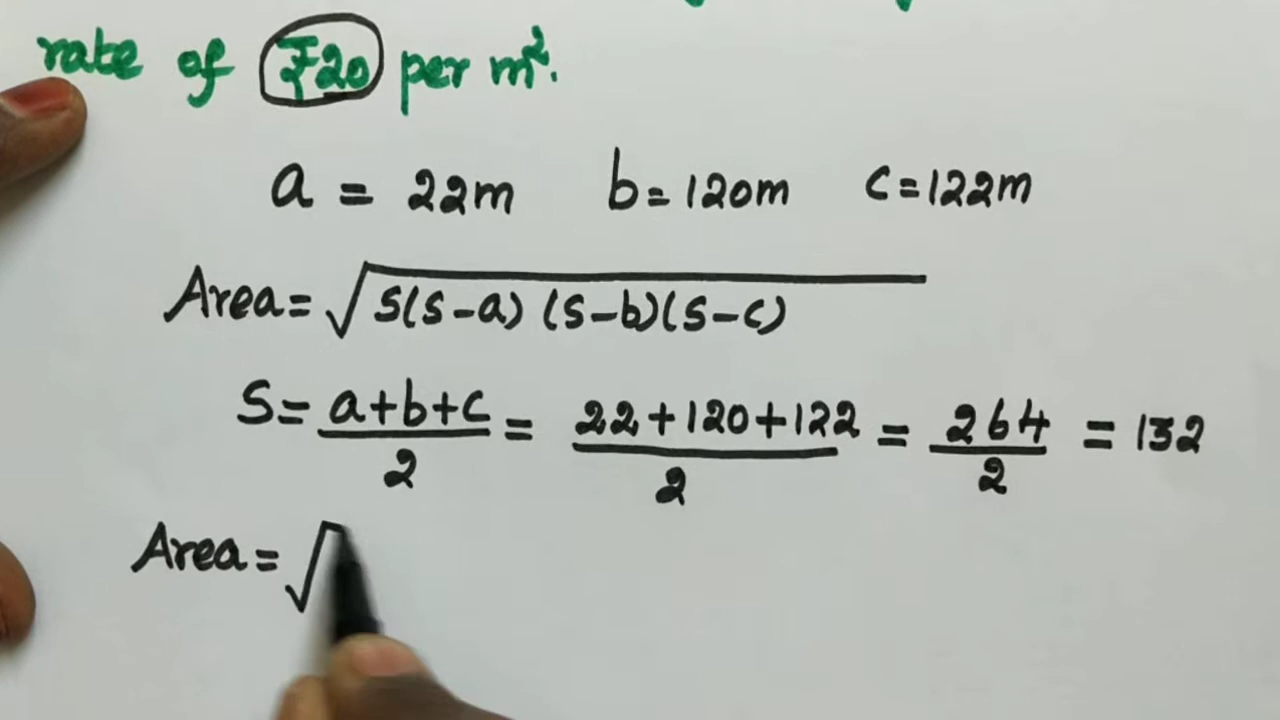 rate of ₹20 per m².
a = 22m b = 120m c = 122m
Area = √S(S-a) (S-b)(S-c)
S = a+b+c/2 = 22+120+122/2 = 264/2 = 132
Area = √